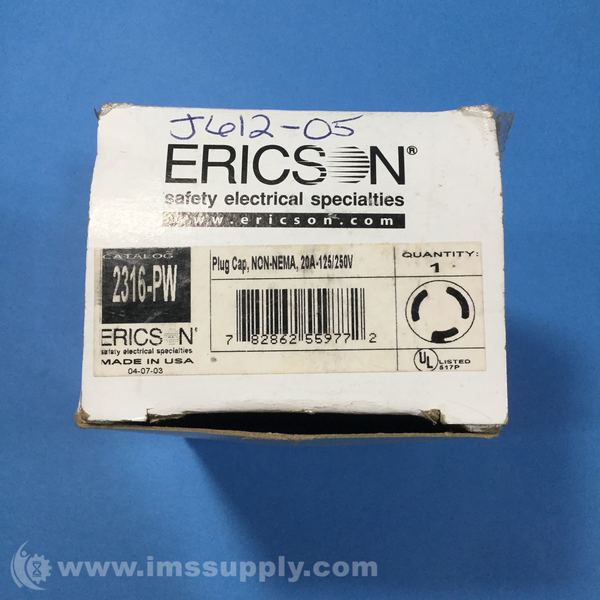 J612-05
ERICSON®
safety electrical specialties
www.ericson.com
CATALOG
2316-PW
ERICSON®
safety electrical specialties
MADE IN USA
04-07-03
Plug Cap, NON-NEMA, 20A-125/250V
7 82862 55977 2
QUANTITY:
1
UL LISTED
517P
www.imssupply.com